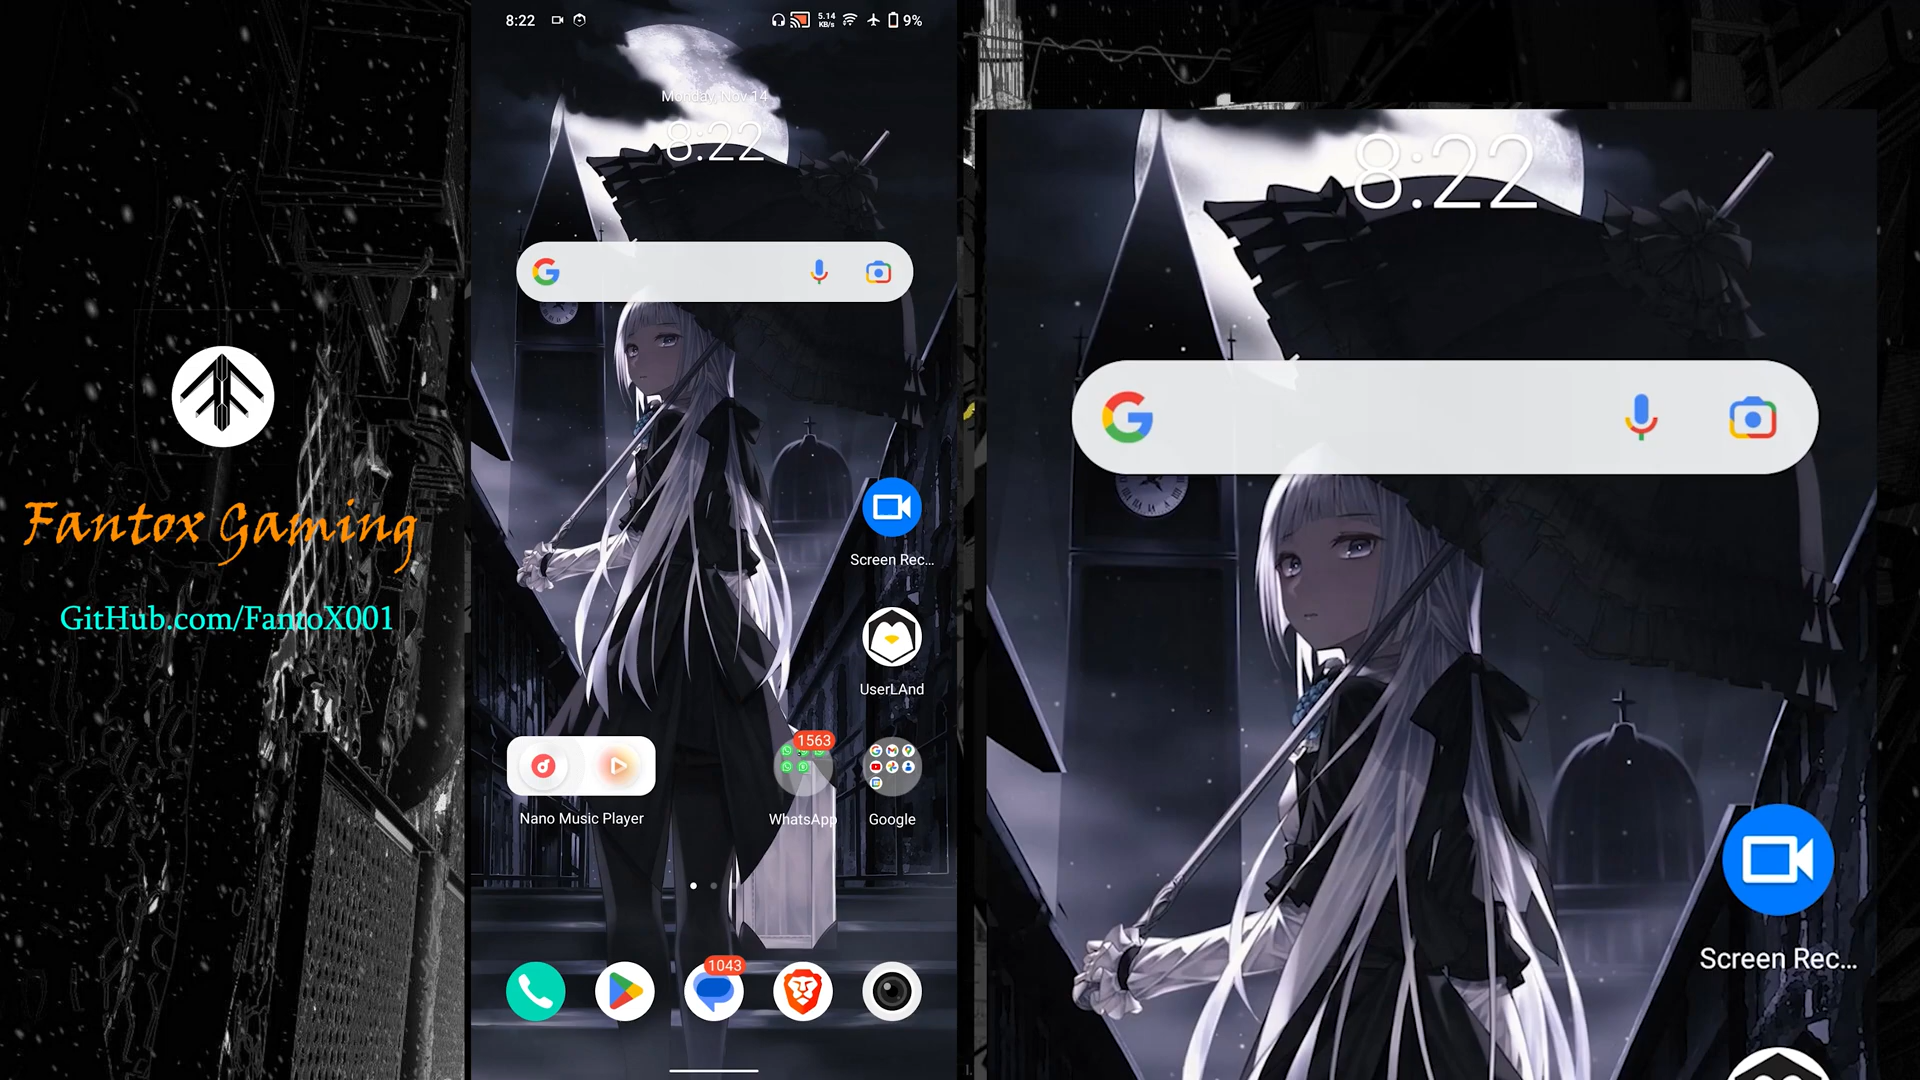 8:22
5.14
KB/s
9%
Monday, Nov 14
8:22
Screen Rec...
UserLAnd
1563
Nano Music Player
WhatsApp
Google
1043
Fantox Gaming
GitHub.com/FantoX001
8:22
Screen Rec...